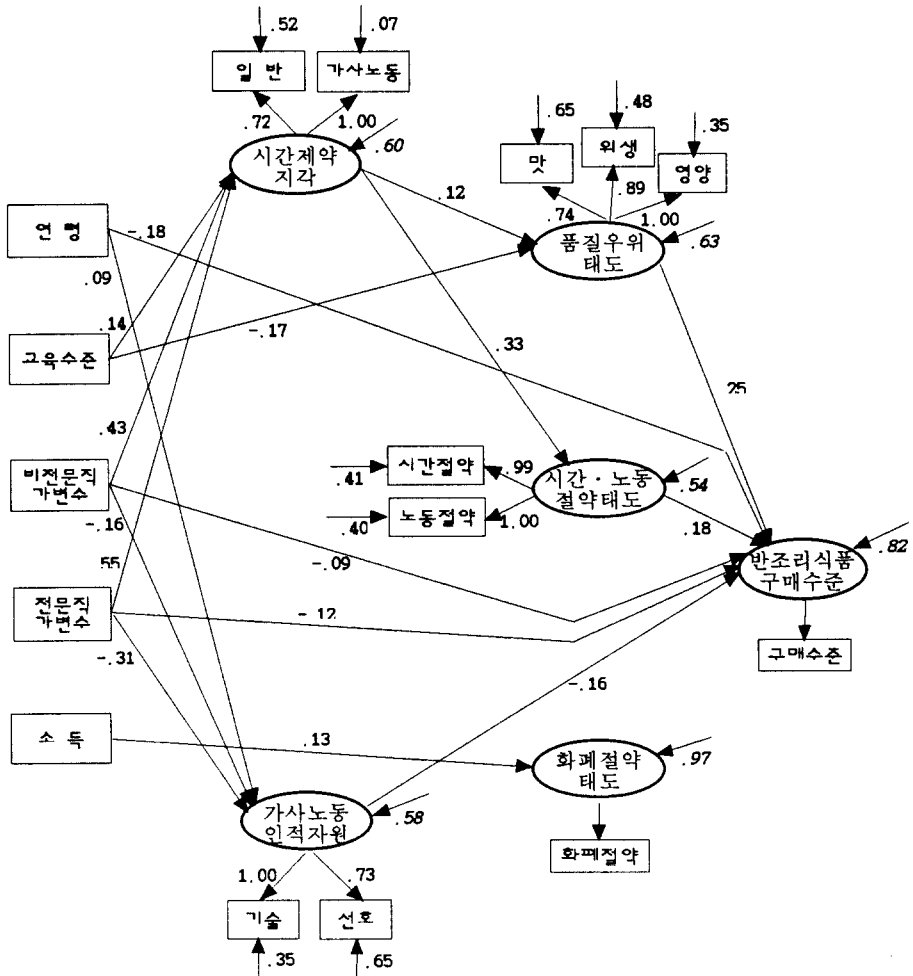 .52
.07
일 반
가사노동
.72
1.00
시간제약
지각
.60
.65
.48
.35
맛
위생
영양
.74
.89
1.00
품질우위
태도
.63
.12
연 령
-.18
.09
.14
-.17
교육수준
.33
.25
.43
비전문직
가변수
시간절약
.99
.41
노동절약
1.00
.40
시간·노동
절약태도
.54
-.16
.18
.55
-.09
.82
반조리식품
구매수준
전문직
가변수
-.12
-.31
구매수준
-.16
소 득
.13
화폐절약
태도
.97
가사노동
인적자원
.58
화폐절약
1.00
.73
기술
선호
.35
.65